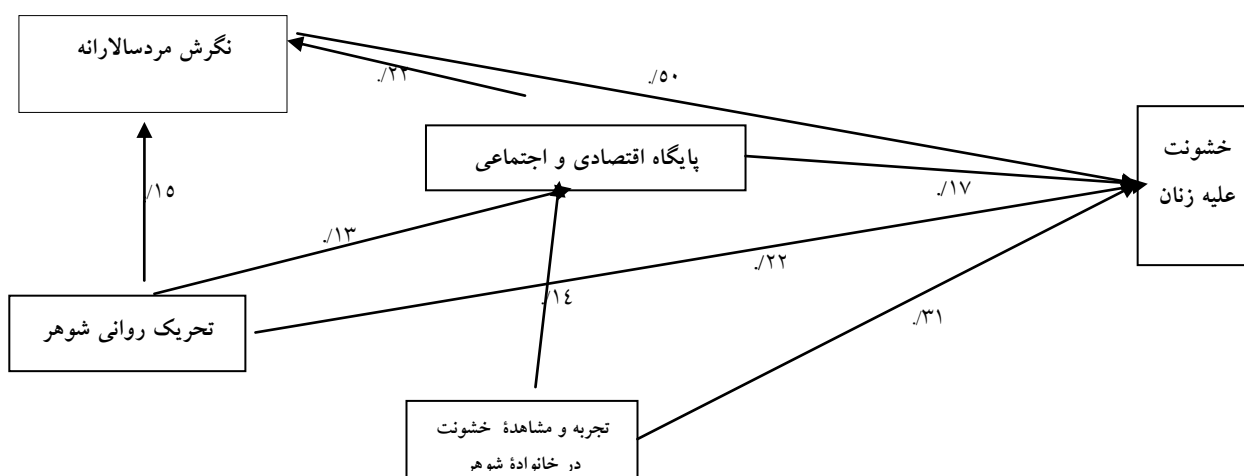 نگرش مردسالارانه
./۲۲
./۵۰
پایگاه اقتصادی و اجتماعی
خشونت
علیه زنان
./۱۷
./۱۵
./۱۳
./۲۲
./۱٤
./۳۱
تحریک روانی شوهر
تجربه و مشاهدهٔ خشونت
در خانوادهٔ شوهر